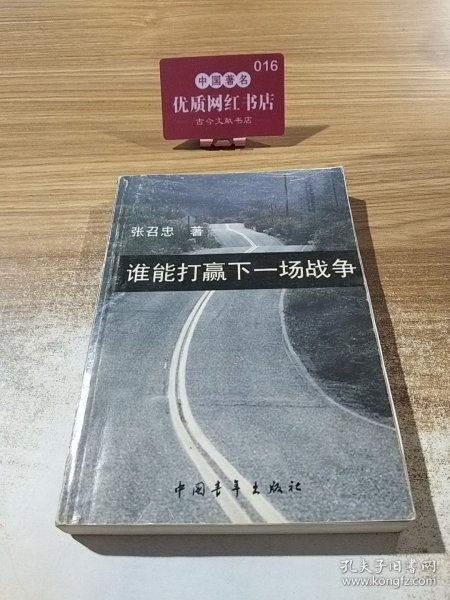 016
中国著名
优质网红书店
古今文献书店
张召忠 著
谁能打赢下一场战争
中国青年出版社
孔夫子旧书网
www.kongfz.com